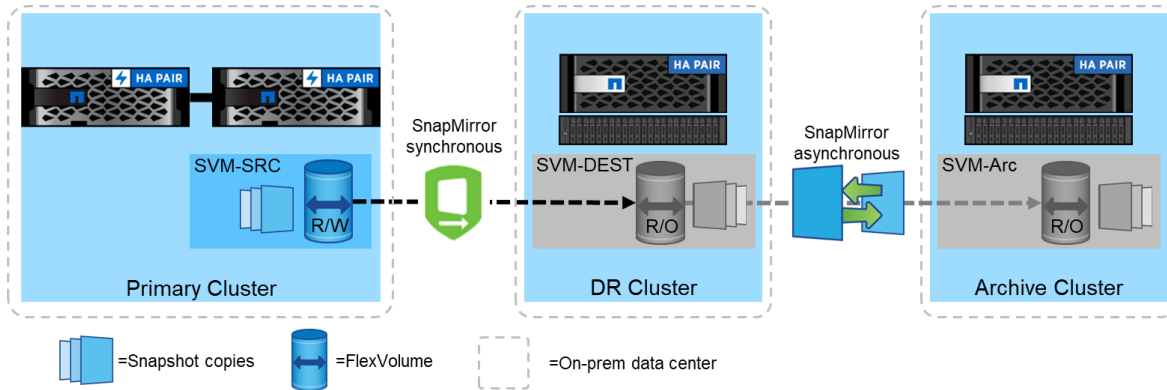 HA PAIR
HA PAIR
HA PAIR
HA PAIR
SnapMirror
synchronous
SnapMirror
asynchronous
SVM-SRC
R/W
SVM-DEST
R/O
SVM-Arc
R/O
Primary Cluster
DR Cluster
Archive Cluster
=Snapshot copies
=FlexVolume
=On-prem data center